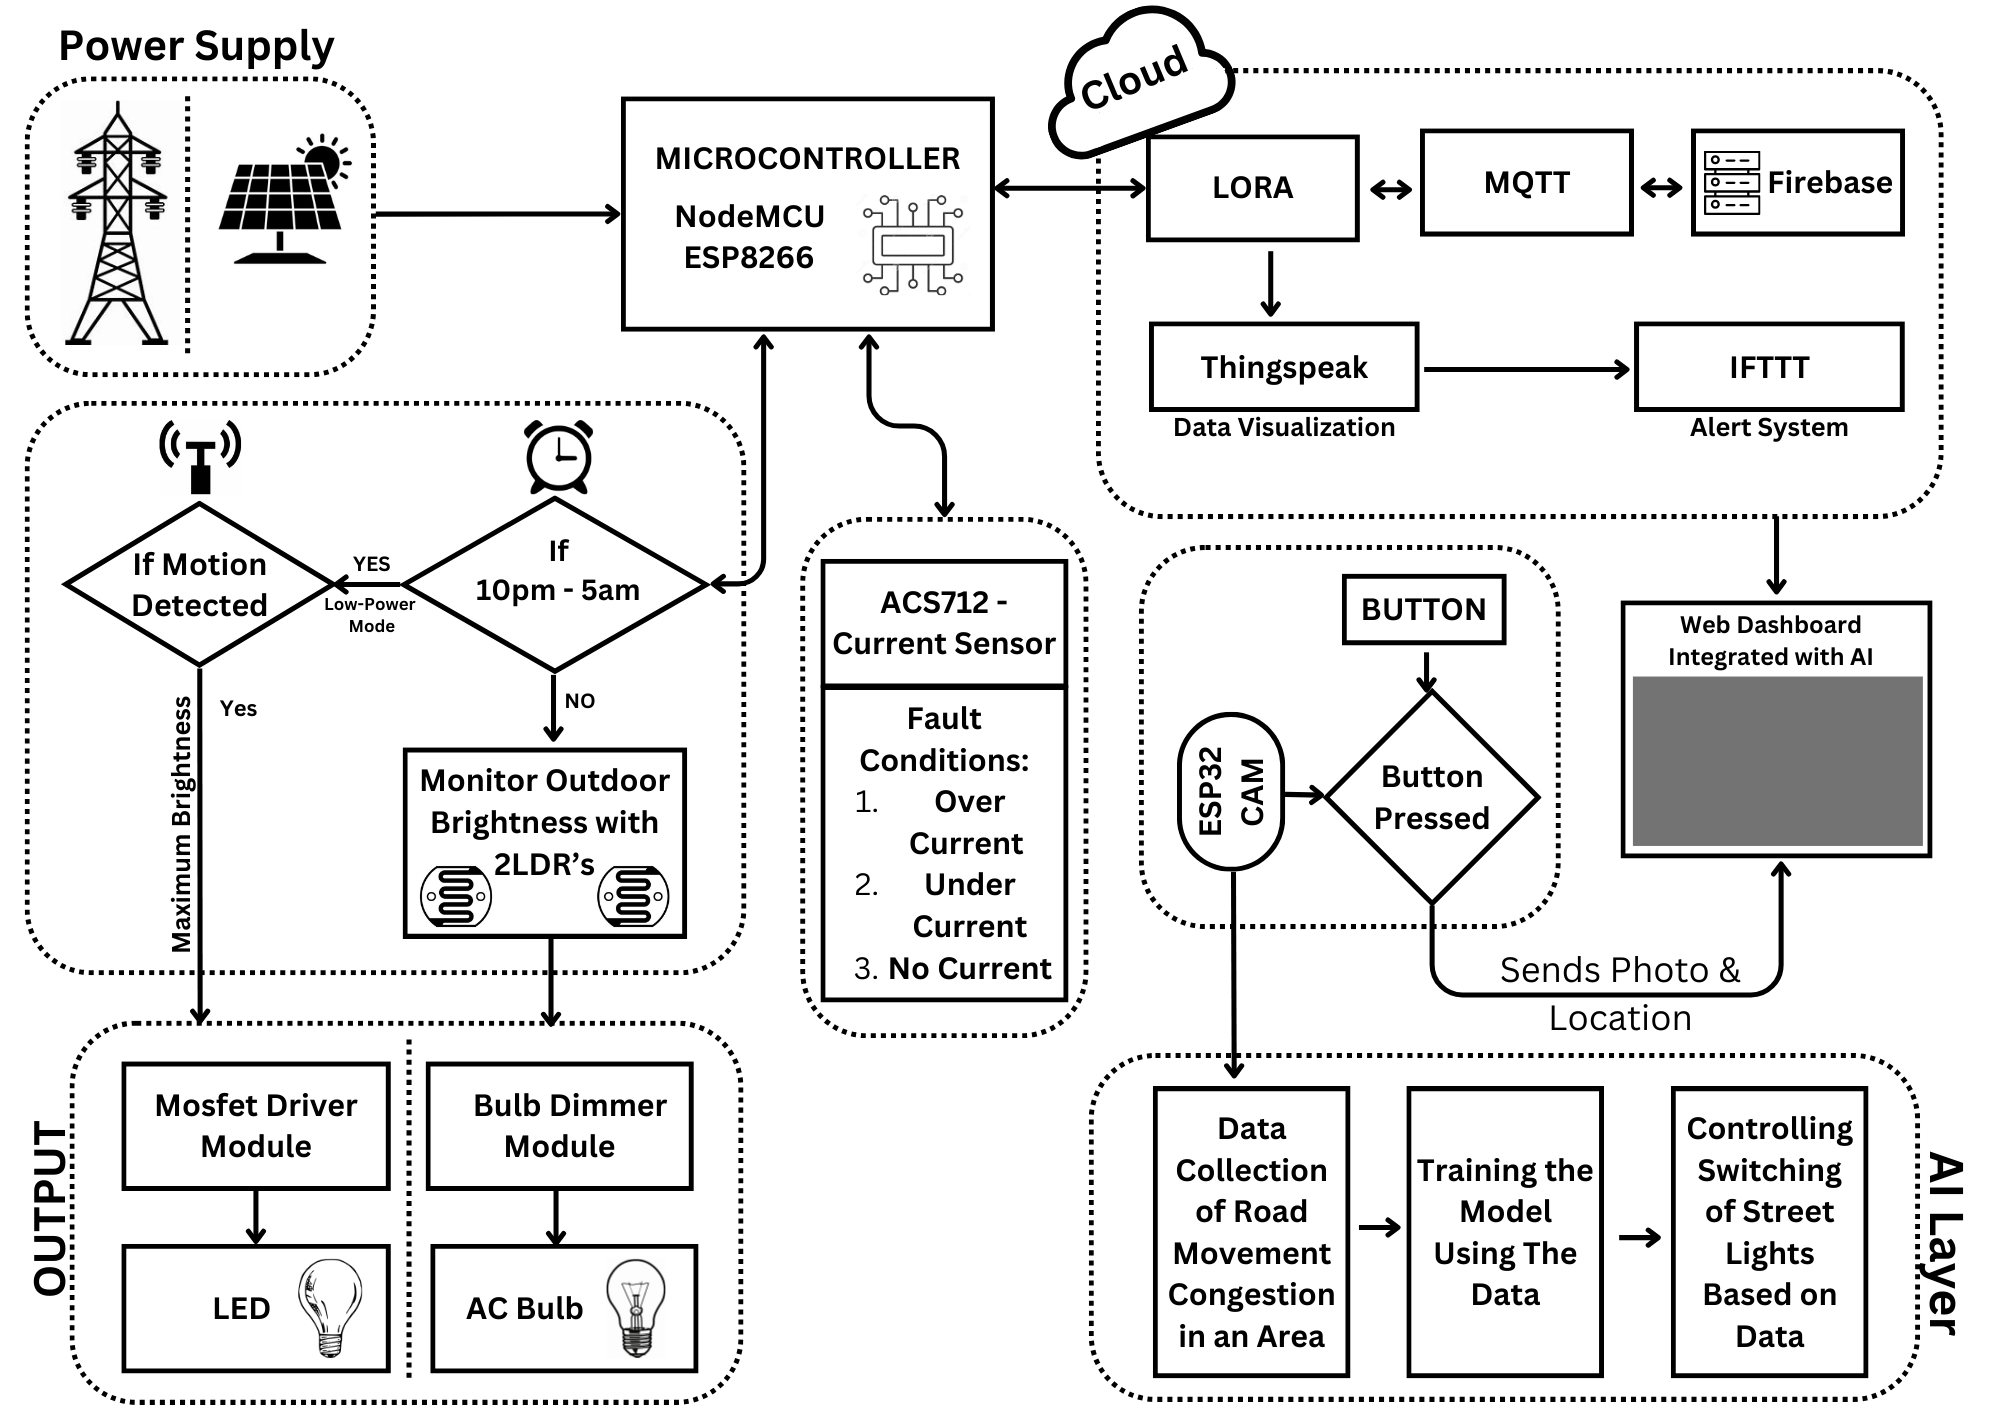 Power Supply
MICROCONTROLLER
NodeMCU
ESP8266
Cloud
LORA
MQTT
Firebase
Thingspeak
Data Visualization
IFTTT
Alert System
If Motion
Detected
YES
Low-Power
Mode
If
10pm - 5am
Yes
Maximum Brightness
NO
Monitor Outdoor
Brightness with
2LDR’s
ACS712 -
Current Sensor
Fault
Conditions:
1. Over
Current
2. Under
Current
3. No Current
BUTTON
ESP32
CAM
Button
Pressed
Web Dashboard
Integrated with AI
Sends Photo &
Location
OUTPUT
Mosfet Driver
Module
Bulb Dimmer
Module
LED
AC Bulb
Data
Collection
of Road
Movement
Congestion
in an Area
Training the
Model
Using The
Data
Controlling
Switching
of Street
Lights
Based on
Data
AI Layer